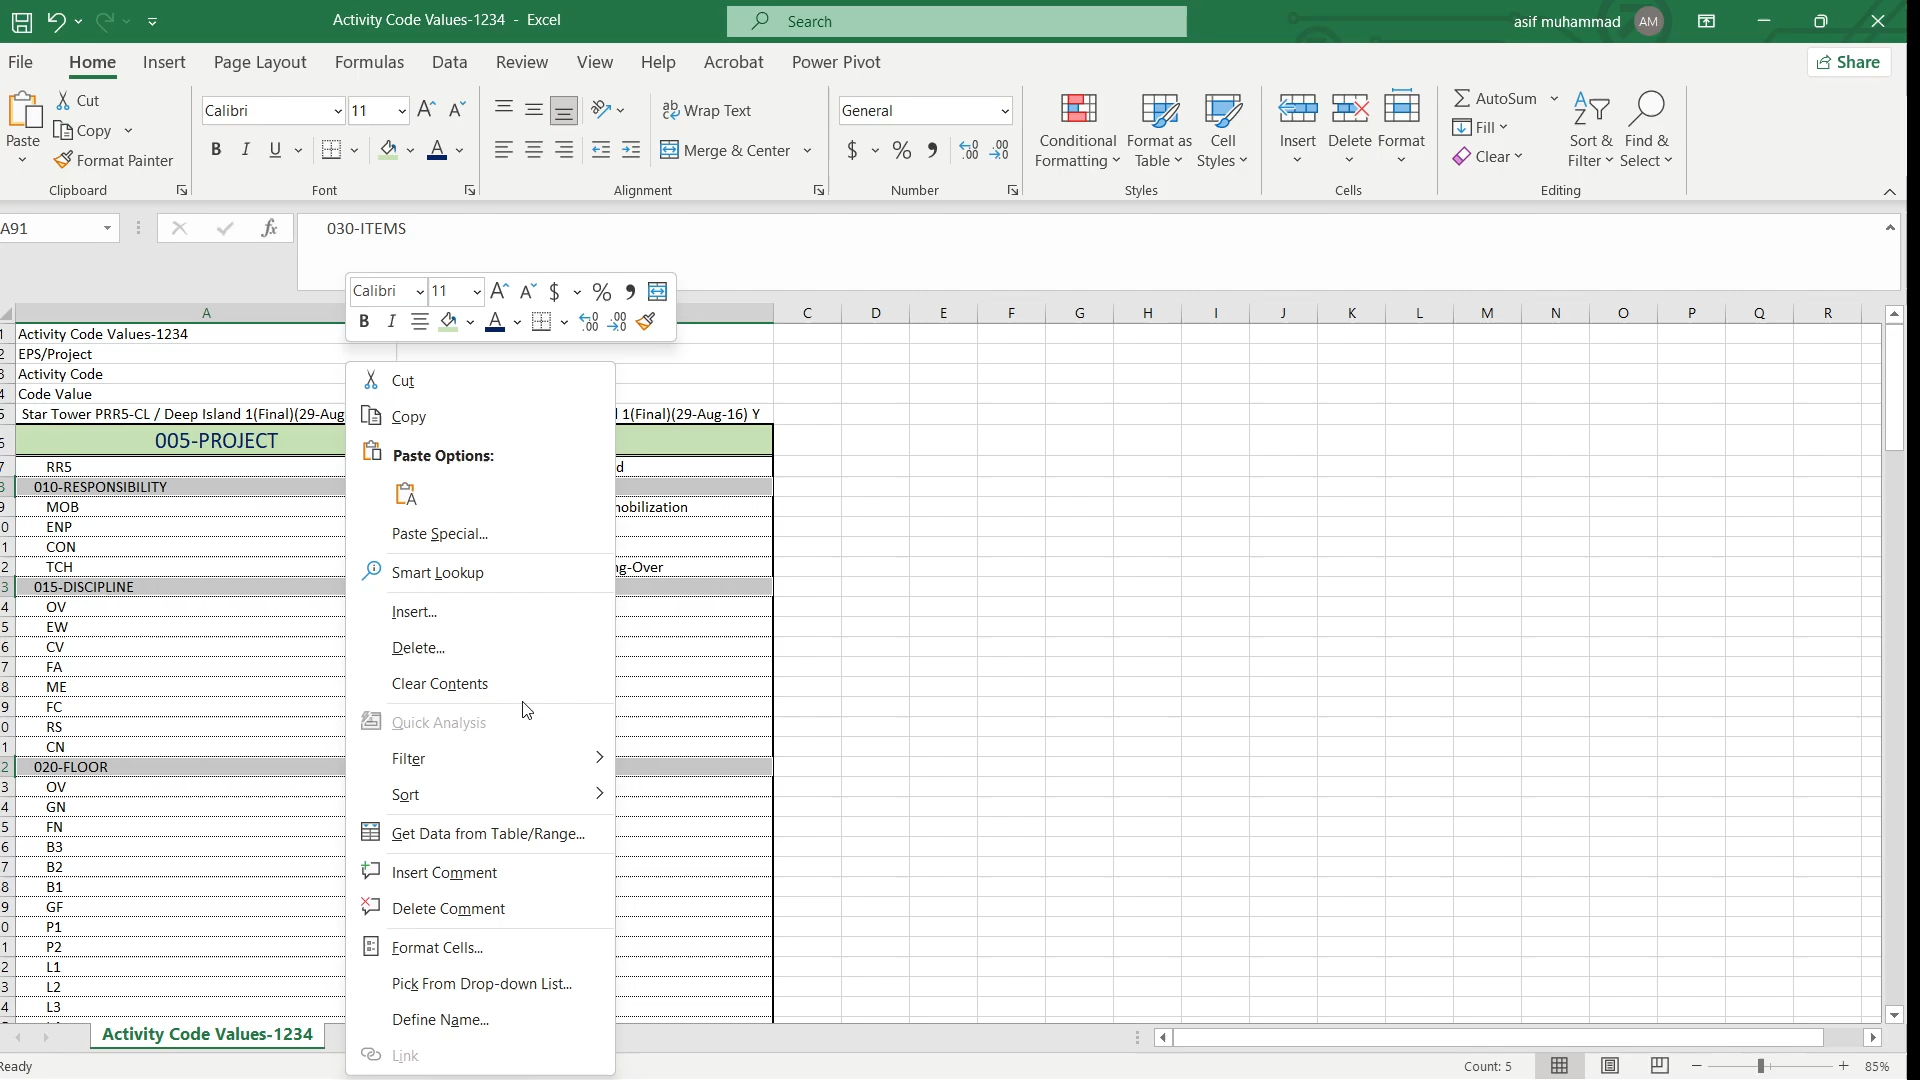 Activity Code Values-1234 - Excel
Search
asif muhammad
AM
File
Home
Insert
Page Layout
Formulas
Data
Review
View
Help
Acrobat
Power Pivot
Share
Paste
Cut
Copy
Format Painter
Clipboard
Calibri
11
B I U
Font
Wrap Text
Merge & Center
Alignment
General
$ % ,
Number
Conditional Formatting
Format as Table
Cell Styles
Styles
Insert
Delete
Format
Cells
AutoSum
Fill
Clear
Sort & Filter
Find & Select
Editing
A91
fx
030-ITEMS
Calibri 11 $ % ,
B I
A C D E F G H I J K L M N O P Q R
Activity Code Values-1234
EPS/Project
Activity Code
Code Value
Star Tower PRR5-CL / Deep Island 1(Final)(29-Aug
1(Final)(29-Aug-16) Y
005-PROJECT
RR5
d
010-RESPONSIBILITY
MOB
nobilization
ENP
CON
TCH
ng-Over
015-DISCIPLINE
OV
EW
CV
FA
ME
FC
RS
CN
020-FLOOR
OV
GN
FN
B3
B2
B1
GF
P1
P2
L1
L2
L3
Cut
Copy
Paste Options:
Paste Special...
Smart Lookup
Insert...
Delete...
Clear Contents
Quick Analysis
Filter
Sort
Get Data from Table/Range...
Insert Comment
Delete Comment
Format Cells...
Pick From Drop-down List...
Define Name...
Link
Activity Code Values-1234
Ready
Count: 5
85%